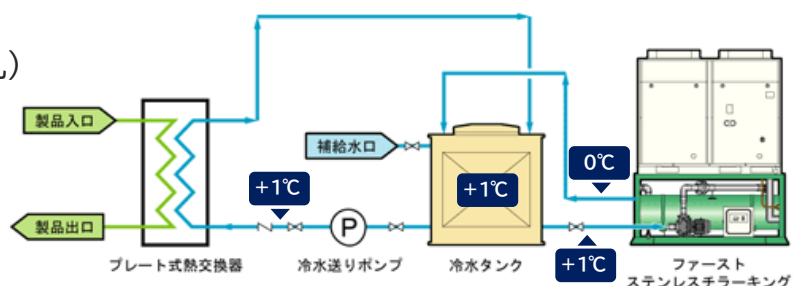 製品入口
補給水口
0℃
+1℃
+1℃
P
製品出口
+1℃
プレート式熱交換器
冷水送りポンプ
冷水タンク
ファースト
ステンレスチラーキング